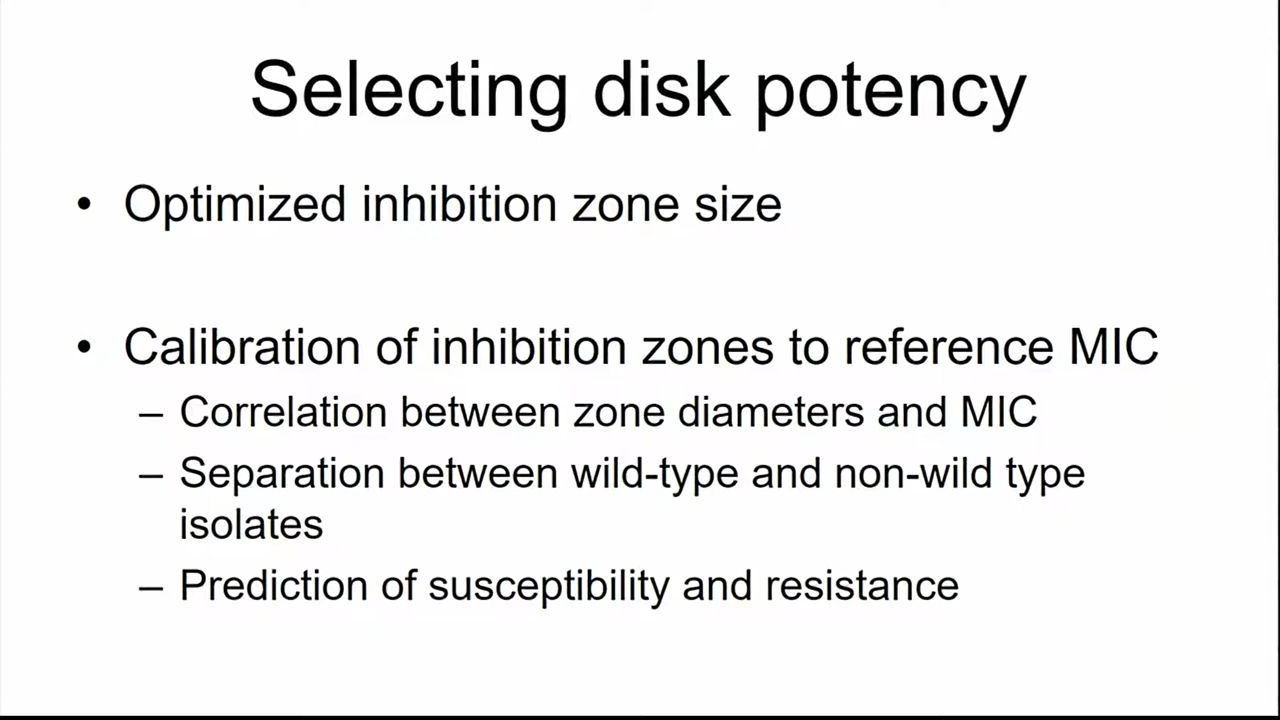 Selecting disk potency
• Optimized inhibition zone size
• Calibration of inhibition zones to reference MIC
– Correlation between zone diameters and MIC
– Separation between wild-type and non-wild type
isolates
– Prediction of susceptibility and resistance